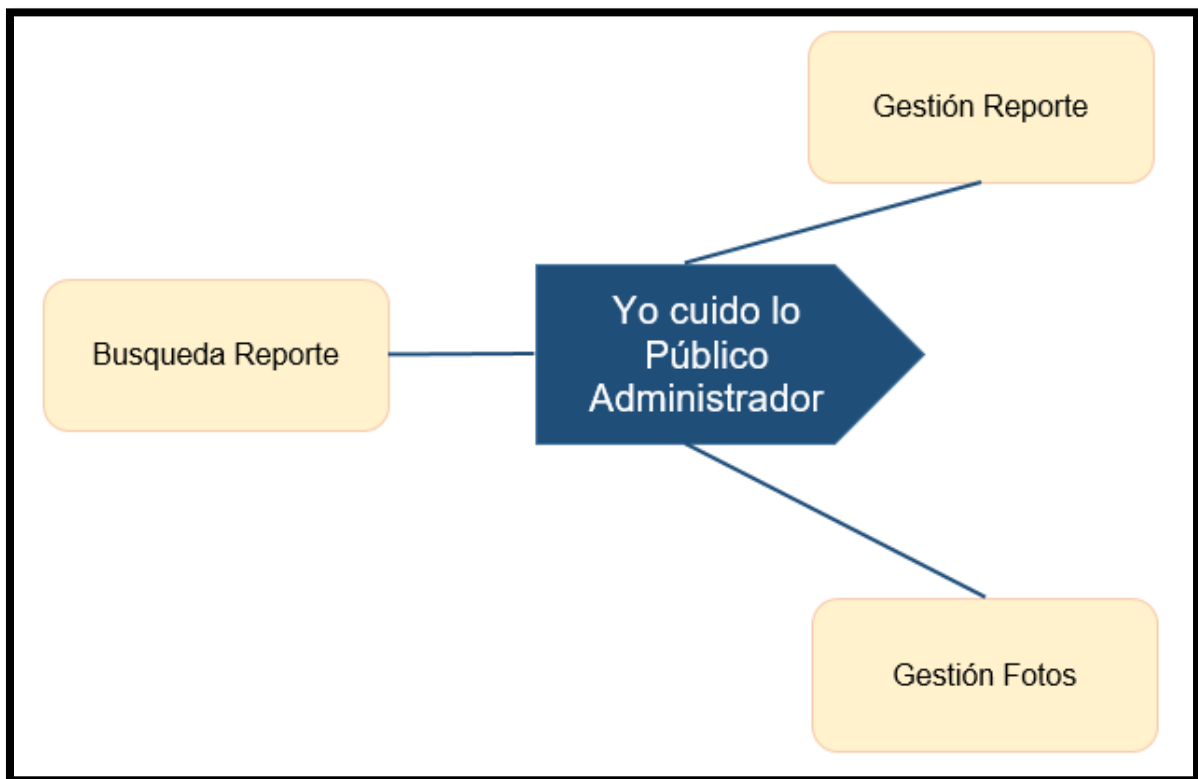 Gestión Reporte
Busqueda Reporte
Yo cuido lo
Público
Administrador
Gestión Fotos